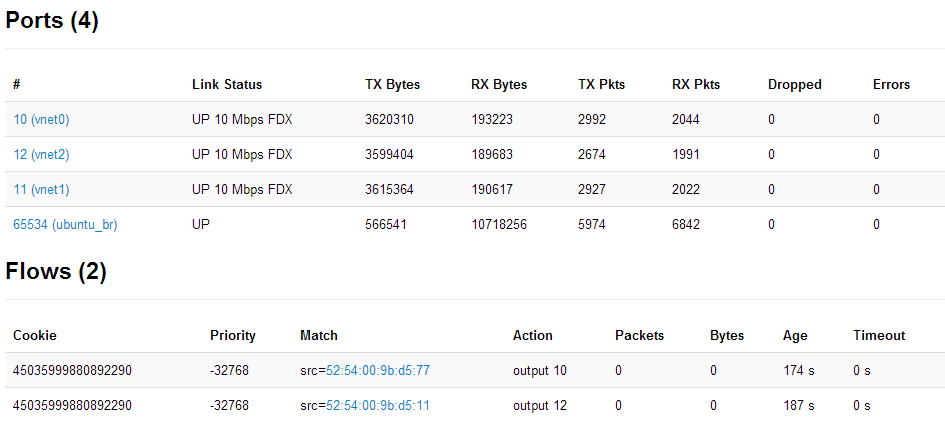 Ports (4)
# Link Status TX Bytes RX Bytes TX Pkts RX Pkts Dropped Errors
10 (vnet0) UP 10 Mbps FDX 3620310 193223 2992 2044 0 0
12 (vnet2) UP 10 Mbps FDX 3599404 189683 2674 1991 0 0
11 (vnet1) UP 10 Mbps FDX 3615364 190617 2927 2022 0 0
65534 (ubuntu_br) UP 566541 10718256 5974 6842 0 0
Flows (2)
Cookie Priority Match Action Packets Bytes Age Timeout
45035999880892290 -32768 src=52:54:00:9b:d5:77 output 10 0 0 174 s 0 s
45035999880892290 -32768 src=52:54:00:9b:d5:11 output 12 0 0 187 s 0 s